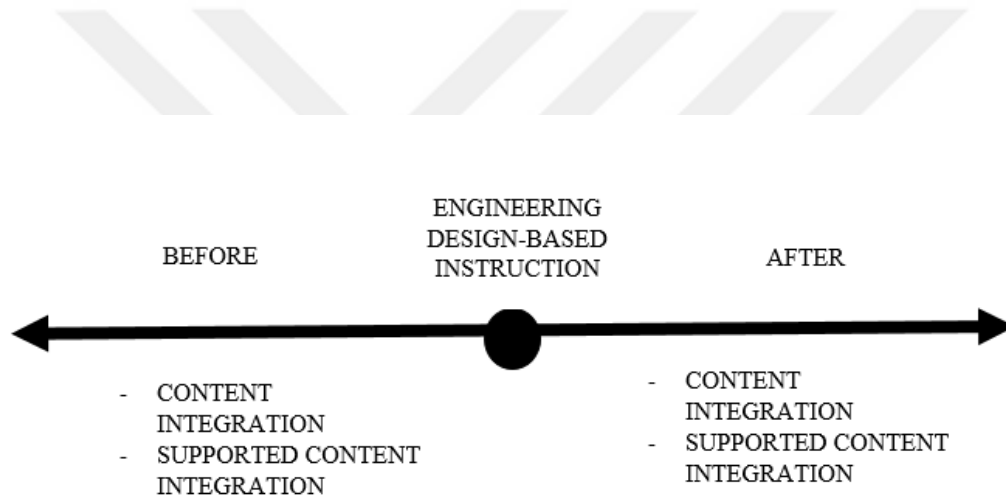 ENGINEERING
DESIGN-BASED
INSTRUCTION
BEFORE
AFTER
- CONTENT
INTEGRATION
- SUPPORTED CONTENT
INTEGRATION
- CONTENT
INTEGRATION
- SUPPORTED CONTENT
INTEGRATION